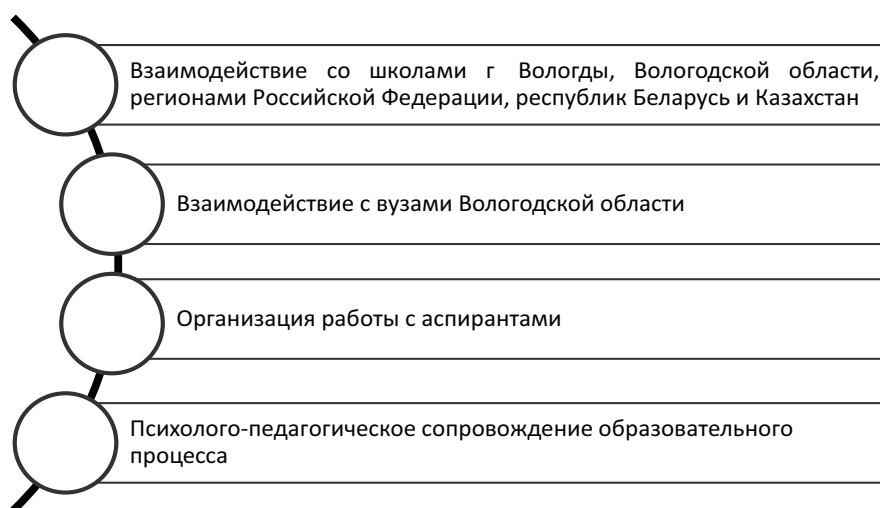 Взаимодействие со школами г Вологды, Вологодской области,
регионами Российской Федерации, республик Беларусь и Казахстан
Взаимодействие с вузами Вологодской области
Организация работы с аспирантами
Психолого-педагогическое сопровождение образовательного
процесса